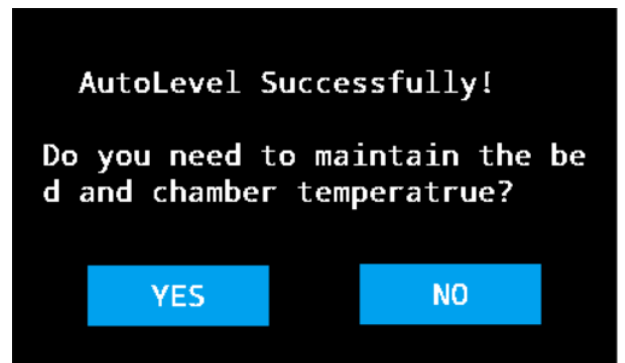 AutoLevel Successfully!
Do you need to maintain the be
d and chamber temperatrue?
YES
NO